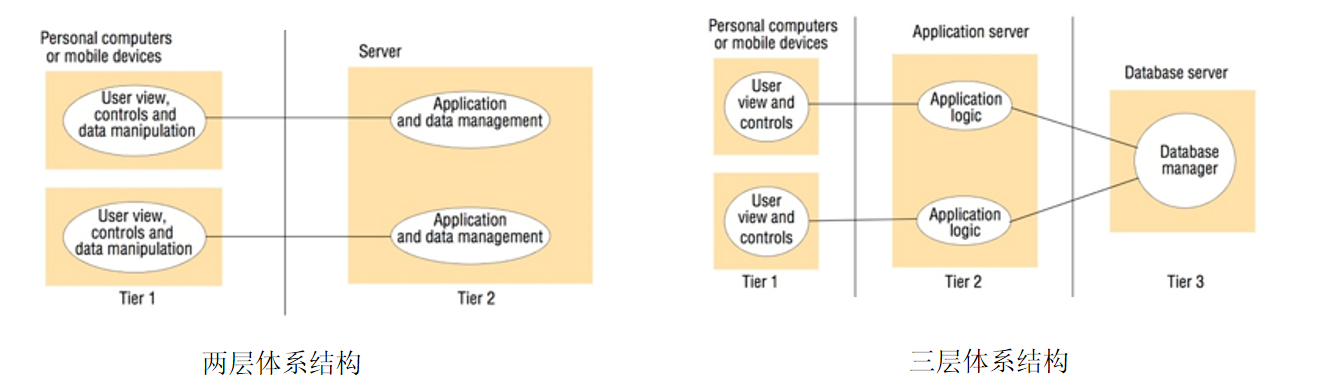 Personal computers
or mobile devices
Server
User view,
controls and
data manipulation
Application
and data management
User view,
controls and
data manipulation
Application
and data management
Tier 1
Tier 2
两层体系结构
Personal computers
or mobile devices
Application server
Database server
User
view and
controls
Application
logic
Database
manager
User
view and
controls
Application
logic
Tier 1
Tier 2
Tier 3
三层体系结构